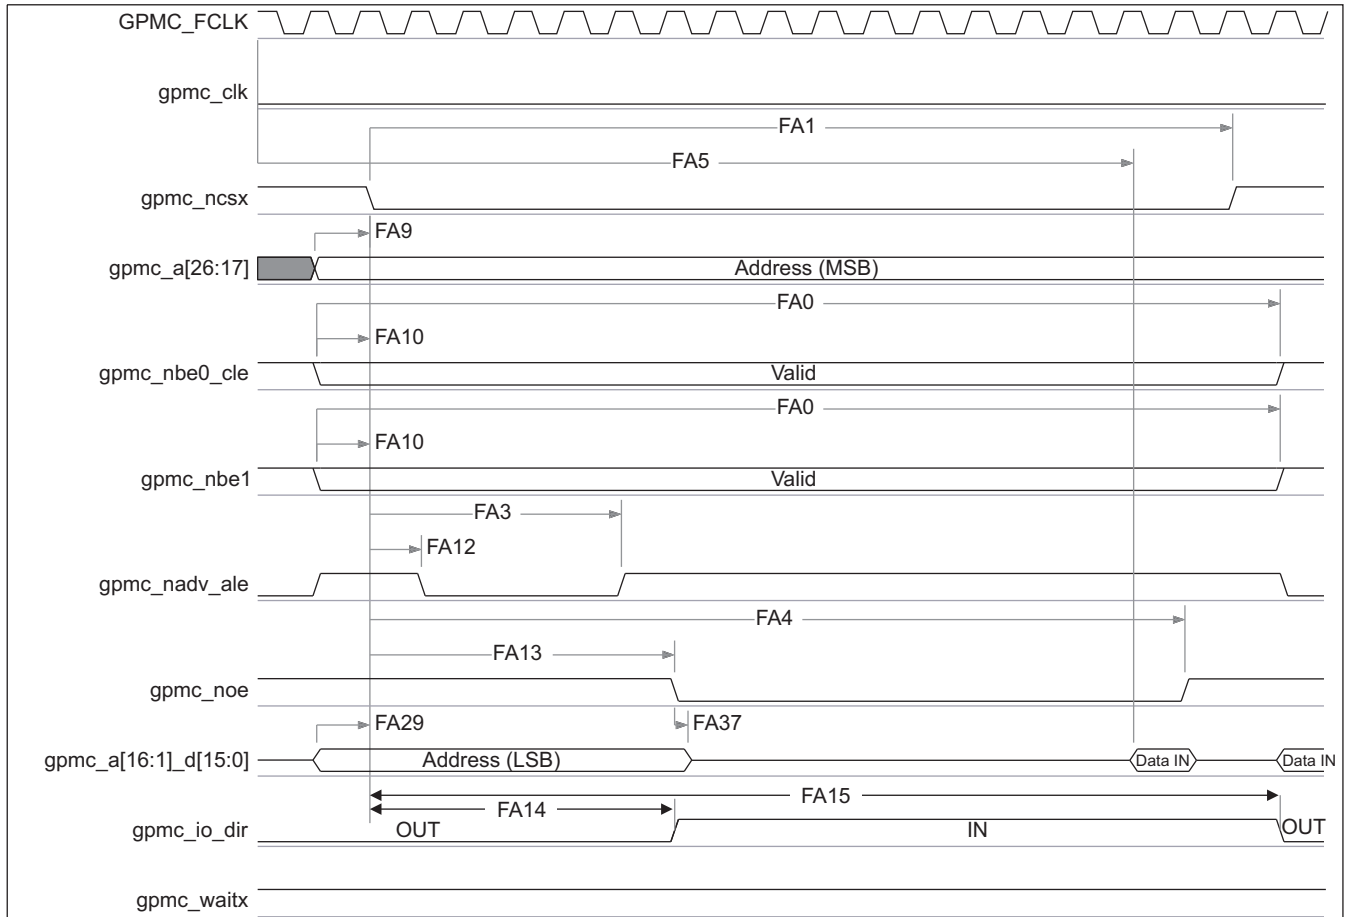 GPMC_FCLK
gpmc_clk
FA1
FA5
gpmc_ncsx
FA9
gpmc_a[26:17] Address (MSB)
FA0
FA10
gpmc_nbe0_cle Valid
FA0
FA10
gpmc_nbe1 Valid
FA3
FA12
gpmc_nadv_ale
FA4
FA13
gpmc_noe
FA29 FA37
gpmc_a[16:1]_d[15:0] Address (LSB) Data IN Data IN
FA15
FA14
gpmc_io_dir OUT IN OUT
gpmc_waitx